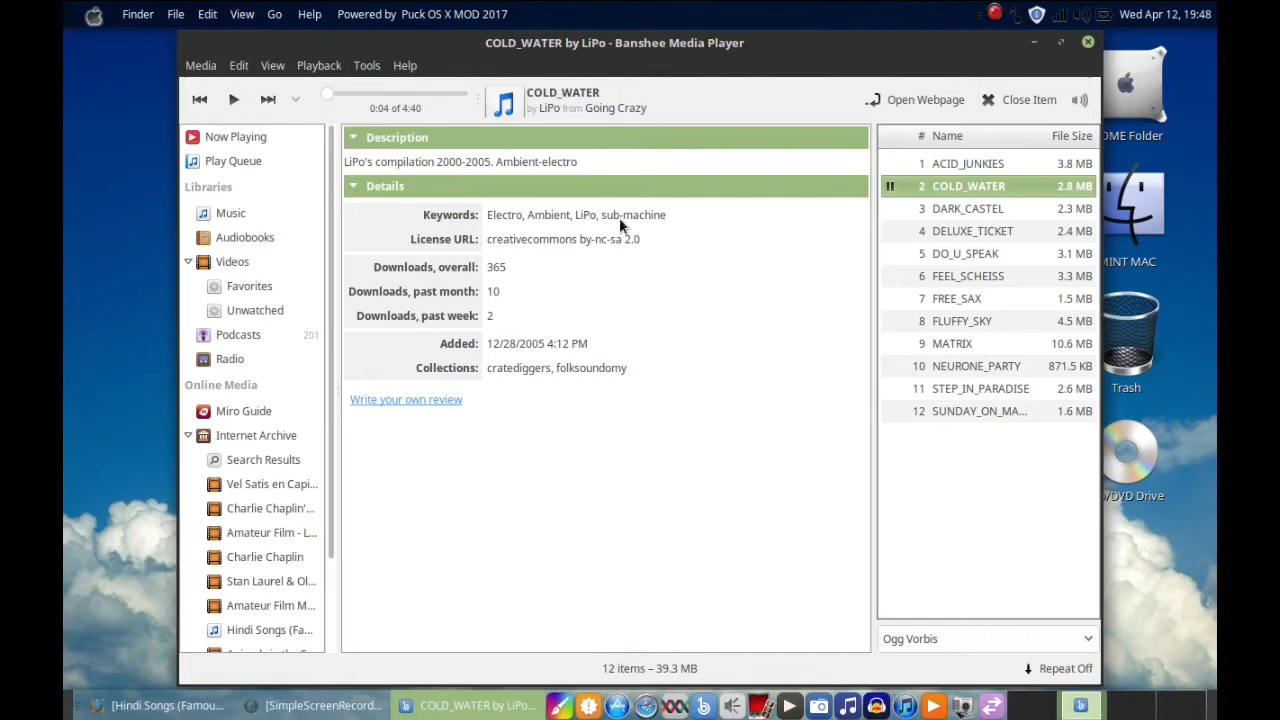 Finder File Edit View Go Help Powered by Puck OS X MOD 2017 Wed Apr 12, 19:48
COLD_WATER by LiPo - Banshee Media Player
Media Edit View Playback Tools Help
0:04 of 4:40
COLD_WATER
by LiPo from Going Crazy
Open Webpage Close Item
Now Playing
Play Queue
Libraries
Music
Audiobooks
Videos
Favorites
Unwatched
Podcasts 201
Radio
Online Media
Miro Guide
Internet Archive
Search Results
Vel Satis en Capi...
Charlie Chaplin'...
Amateur Film - L...
Charlie Chaplin
Stan Laurel & Ol...
Amateur Film M...
Hindi Songs (Fa...
Description
LiPo's compilation 2000-2005. Ambient-electro
Details
Keywords: Electro, Ambient, LiPo, sub-machine
License URL: creativecommons by-nc-sa 2.0
Downloads, overall: 365
Downloads, past month: 10
Downloads, past week: 2
Added: 12/28/2005 4:12 PM
Collections: cratediggers, folksoundomy
Write your own review
# Name File Size
1 ACID_JUNKIES 3.8 MB
2 COLD_WATER 2.8 MB
3 DARK_CASTEL 2.3 MB
4 DELUXE_TICKET 2.4 MB
5 DO_U_SPEAK 3.1 MB
6 FEEL_SCHEISS 3.3 MB
7 FREE_SAX 1.5 MB
8 FLUFFY_SKY 4.5 MB
9 MATRIX 10.6 MB
10 NEURONE_PARTY 871.5 KB
11 STEP_IN_PARADISE 2.6 MB
12 SUNDAY_ON_MA... 1.6 MB
Ogg Vorbis
12 items – 39.3 MB
Repeat Off
OME Folder
MINT MAC
Trash
/DVD Drive
[Hindi Songs (Famou... [SimpleScreenRecord... COLD_WATER by LiPo...